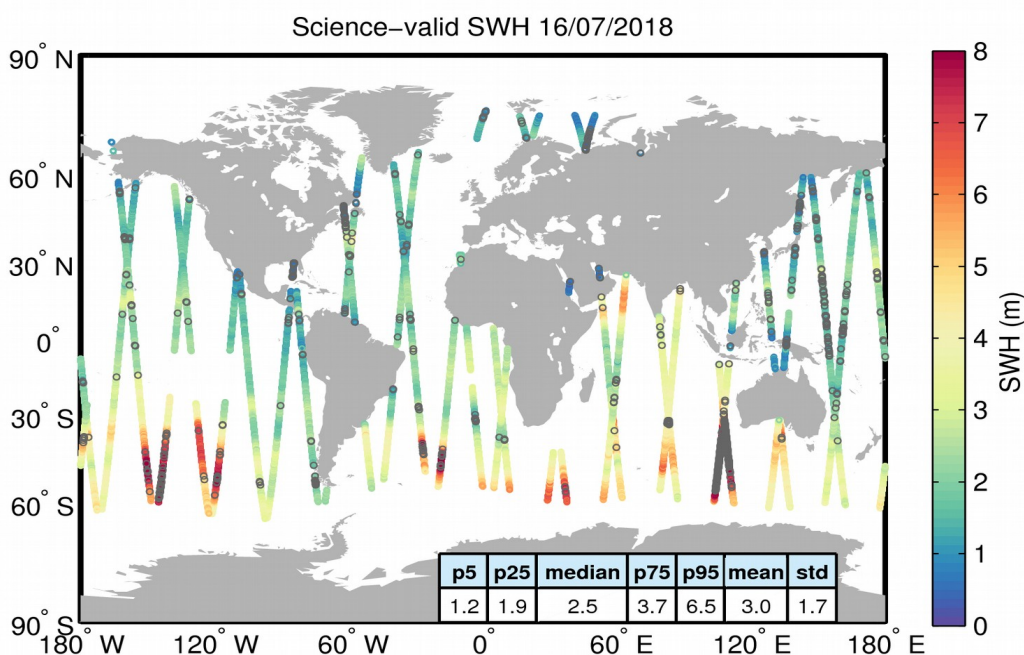 Science−valid SWH 16/07/2018
90° N
60° N
30° N
0°
30° S
60° S
90° S
180° W
120° W
60° W
0°
60° E
120° E
180° E
p5 p25 median p75 p95 mean std
1.2 1.9 2.5 3.7 6.5 3.0 1.7
8
7
6
5
4
3
2
1
0
SWH (m)